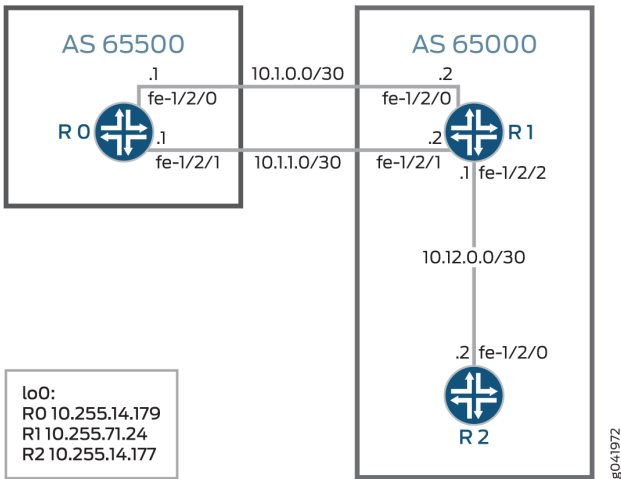 AS 65500
AS 65000
.1
10.1.0.0/30
.2
fe-1/2/0
fe-1/2/0
R0
R1
.1
.2
fe-1/2/1
10.1.1.0/30
fe-1/2/1
.1 fe-1/2/2
10.12.0.0/30
.2 fe-1/2/0
R2
lo0:
R0 10.255.14.179
R1 10.255.71.24
R2 10.255.14.177
g041972